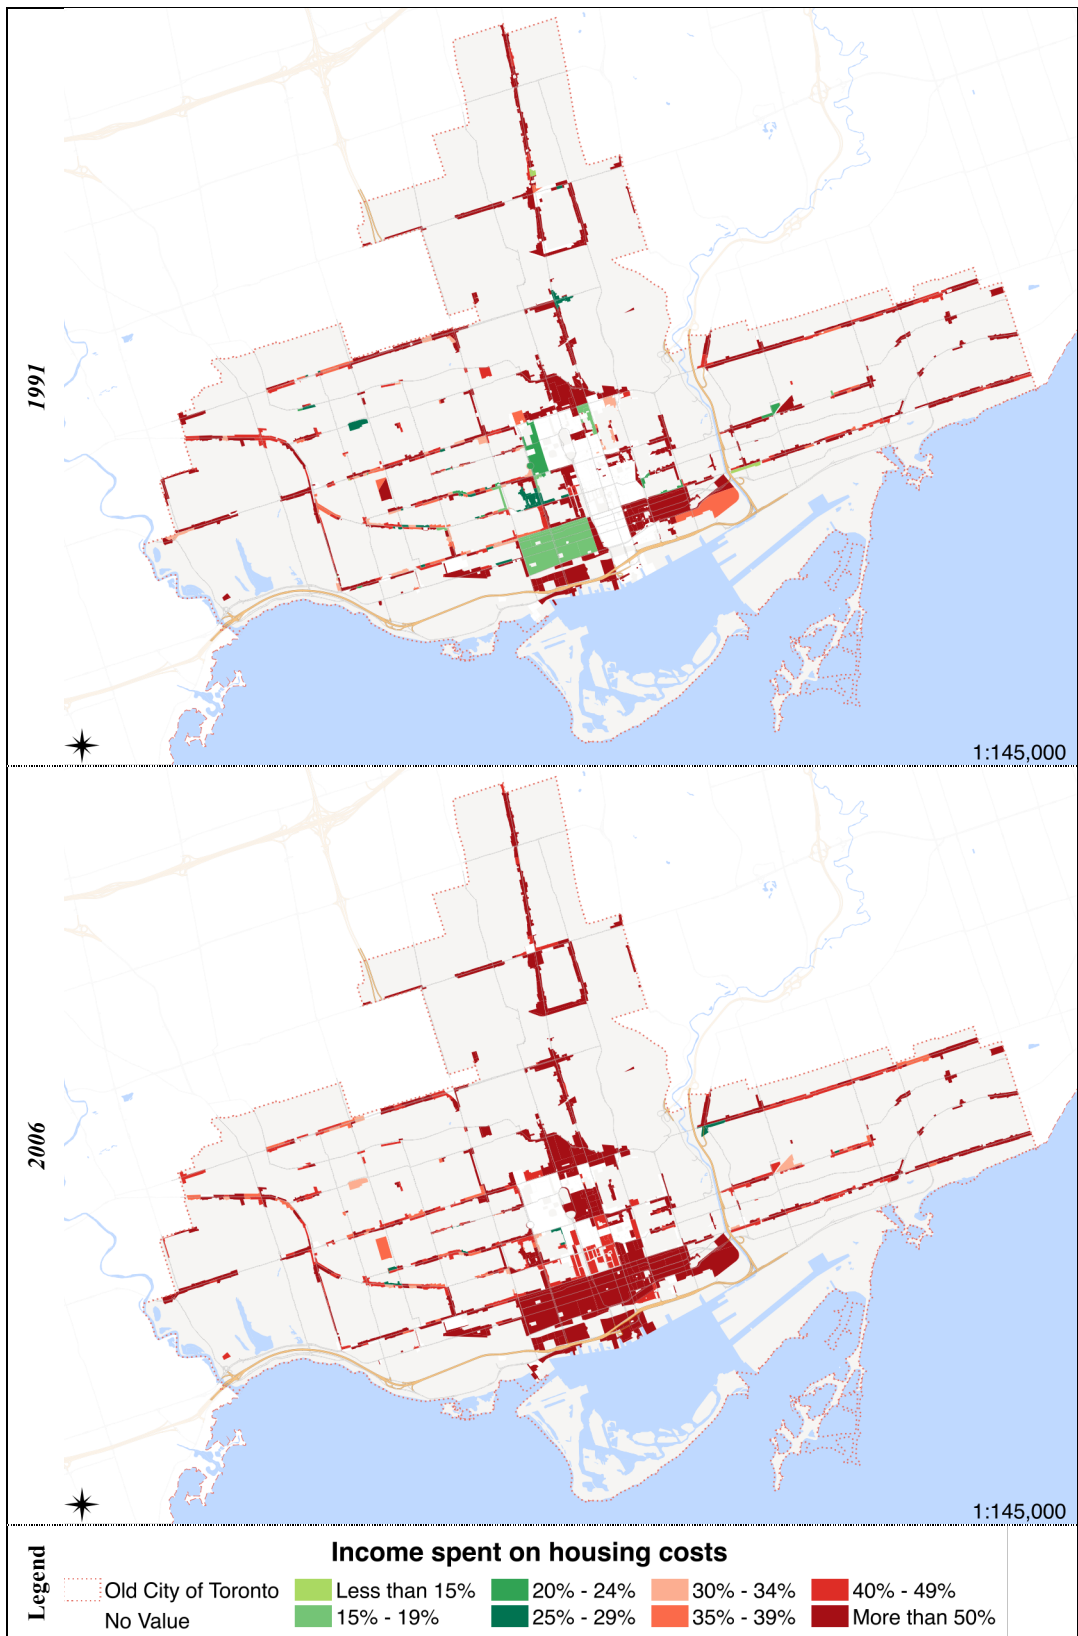 1991
1:145,000
2006
1:145,000
Legend
Income spent on housing costs
Old City of Toronto
No Value
Less than 15%
15% - 19%
20% - 24%
25% - 29%
30% - 34%
35% - 39%
40% - 49%
More than 50%